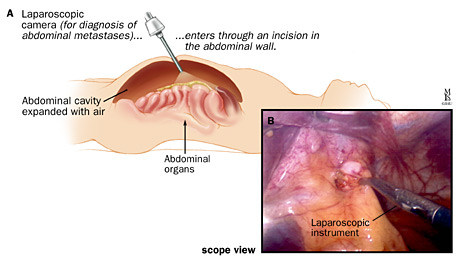 A Laparoscopic
camera (for diagnosis of
abdominal metastases)...
...enters through an incision in
the abdominal wall.
Abdominal cavity
expanded with air
Abdominal
organs
B
Laparoscopic
instrument
scope view